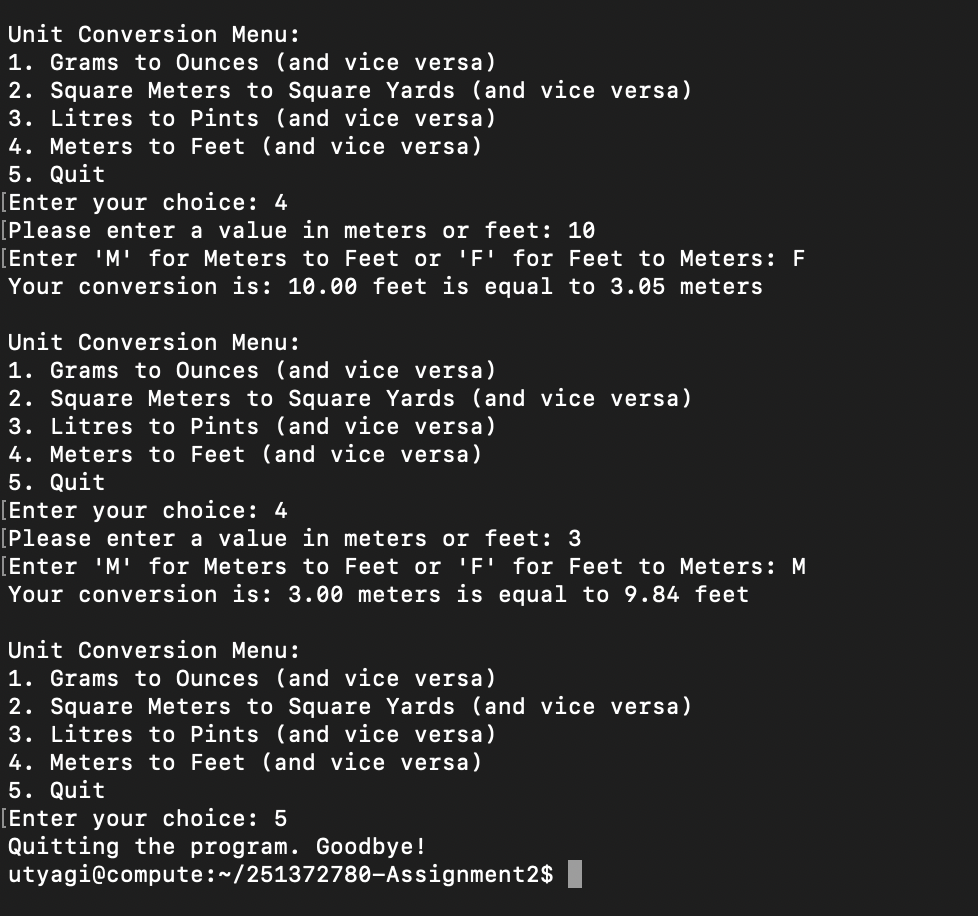 Unit Conversion Menu:
1. Grams to Ounces (and vice versa)
2. Square Meters to Square Yards (and vice versa)
3. Litres to Pints (and vice versa)
4. Meters to Feet (and vice versa)
5. Quit
[Enter your choice: 4
[Please enter a value in meters or feet: 10
[Enter 'M' for Meters to Feet or 'F' for Feet to Meters: F
Your conversion is: 10.00 feet is equal to 3.05 meters

Unit Conversion Menu:
1. Grams to Ounces (and vice versa)
2. Square Meters to Square Yards (and vice versa)
3. Litres to Pints (and vice versa)
4. Meters to Feet (and vice versa)
5. Quit
[Enter your choice: 4
[Please enter a value in meters or feet: 3
[Enter 'M' for Meters to Feet or 'F' for Feet to Meters: M
Your conversion is: 3.00 meters is equal to 9.84 feet

Unit Conversion Menu:
1. Grams to Ounces (and vice versa)
2. Square Meters to Square Yards (and vice versa)
3. Litres to Pints (and vice versa)
4. Meters to Feet (and vice versa)
5. Quit
[Enter your choice: 5
Quitting the program. Goodbye!
utyagi@compute:~/251372780-Assignment2$